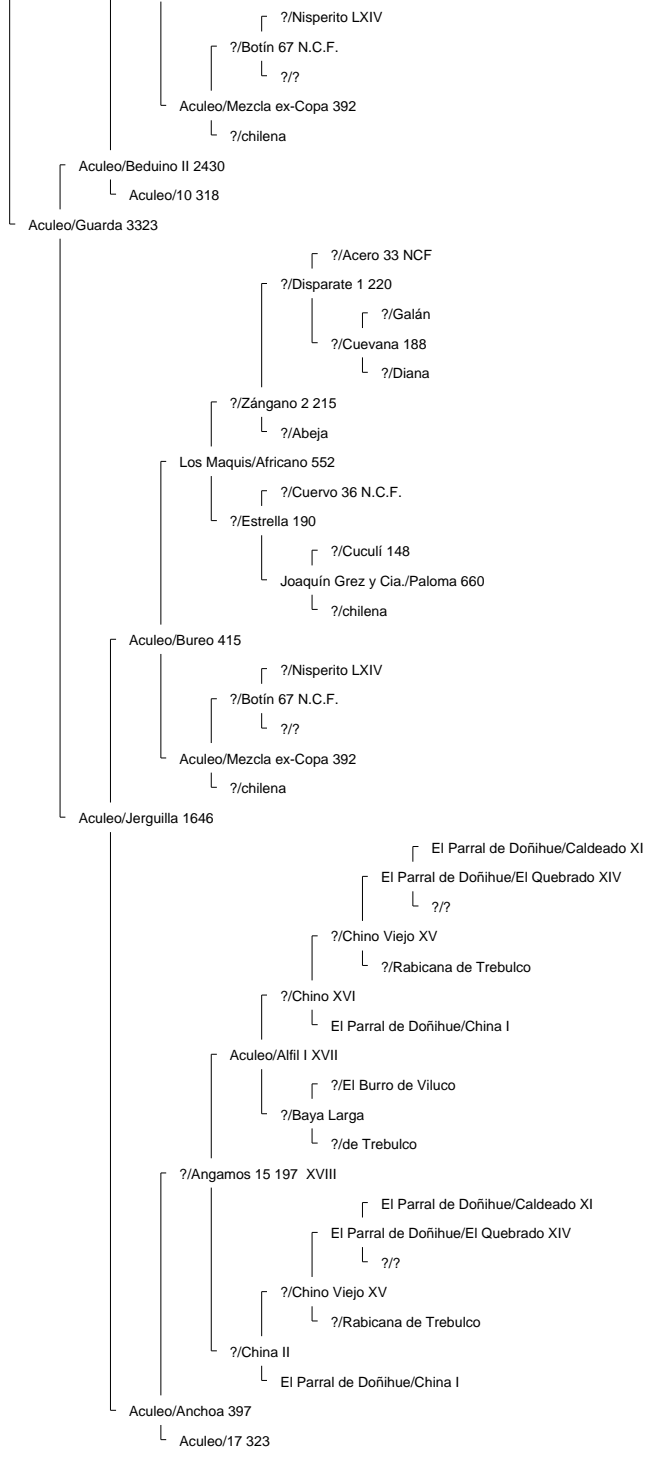 ?/Nisperito LXIV
?/Botín 67 N.C.F.
?/?
Aculeo/Mezcla ex-Copa 392
?/chilena
Aculeo/Beduino II 2430
Aculeo/10 318
Aculeo/Guarda 3323
?/Acero 33 NCF
?/Disparate 1 220
?/Galán
?/Cuevana 188
?/Diana
?/Zángano 2 215
?/Abeja
Los Maquis/Africano 552
?/Cuervo 36 N.C.F.
?/Estrella 190
?/Cuculí 148
Joaquín Grez y Cia./Paloma 660
?/chilena
Aculeo/Bureo 415
?/Nisperito LXIV
?/Botín 67 N.C.F.
?/?
Aculeo/Mezcla ex-Copa 392
?/chilena
Aculeo/Jerguilla 1646
El Parral de Doñihue/Caldeado XI
El Parral de Doñihue/El Quebrado XIV
?/?
?/Chino Viejo XV
?/Rabicana de Trebulco
?/Chino XVI
El Parral de Doñihue/China I
Aculeo/Alfil I XVII
?/El Burro de Viluco
?/Baya Larga
?/de Trebulco
?/Angamos 15 197  XVIII
El Parral de Doñihue/Caldeado XI
El Parral de Doñihue/El Quebrado XIV
?/?
?/Chino Viejo XV
?/Rabicana de Trebulco
?/China II
El Parral de Doñihue/China I
Aculeo/Anchoa 397
Aculeo/17 323